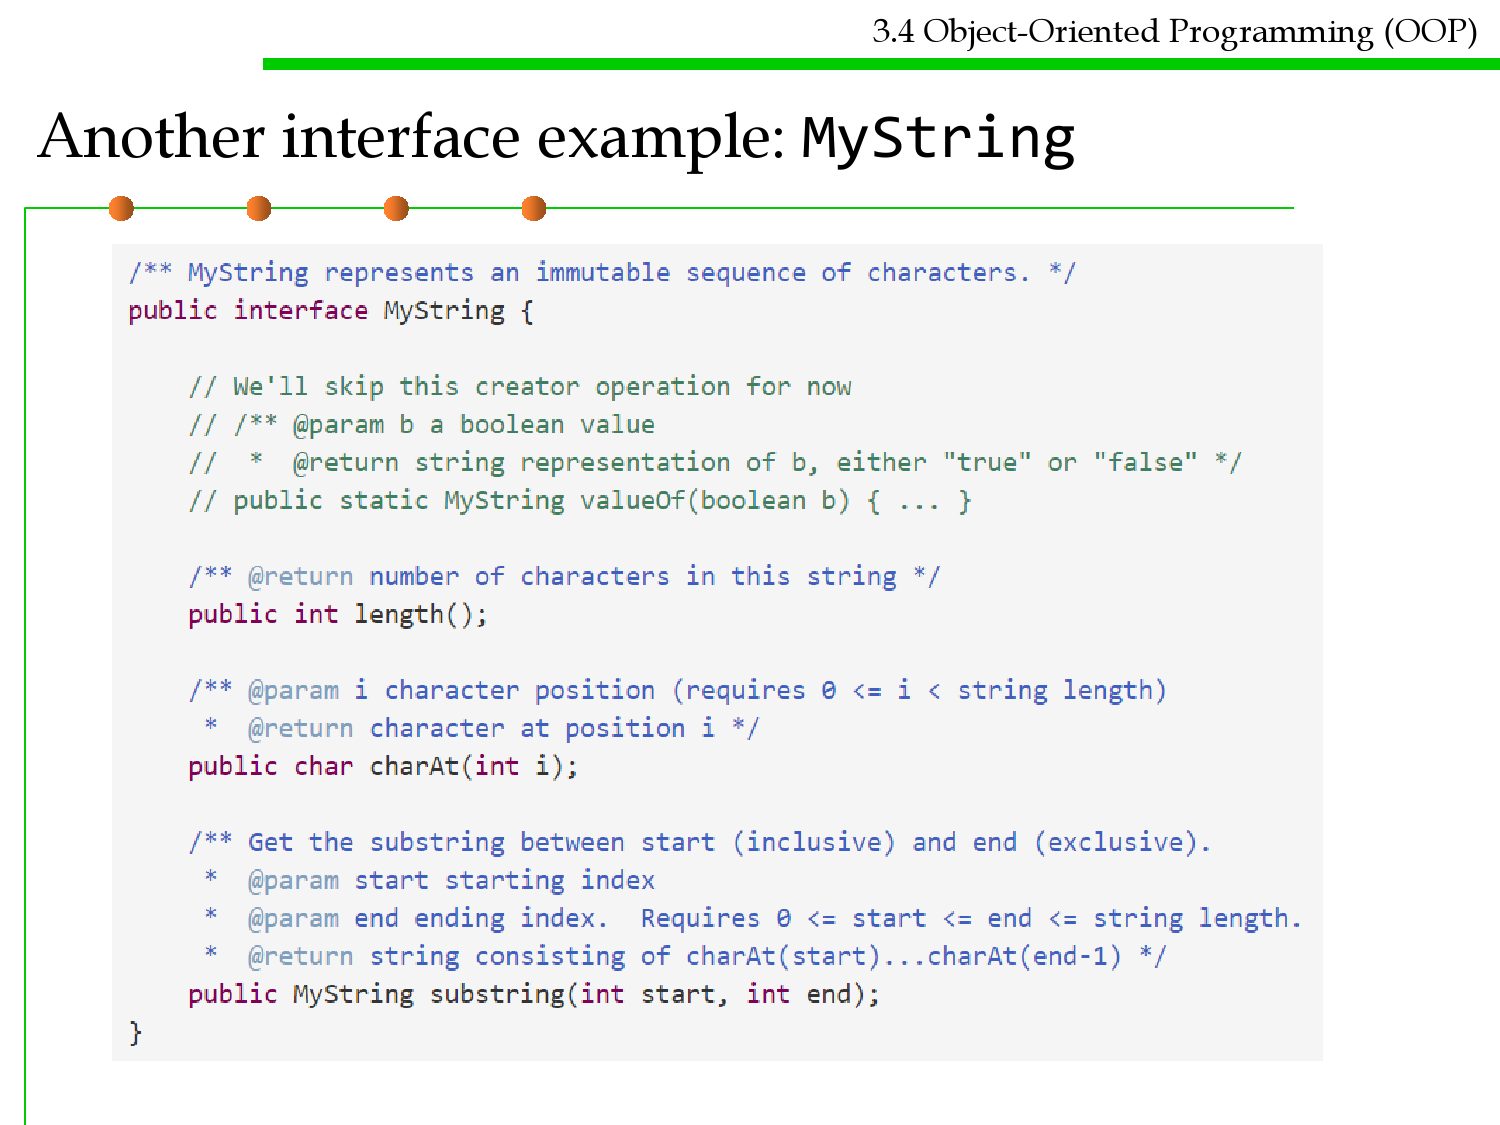 3.4 Object-Oriented Programming (OOP)
Another interface example: MyString
/** MyString represents an immutable sequence of characters. */
public interface MyString {
// We'll skip this creator operation for now
// /** @param b a boolean value
//  *  @return string representation of b, either "true" or "false" */
// public static MyString valueOf(boolean b) { ... }
/** @return number of characters in this string */
public int length();
/** @param i character position (requires 0 <= i < string length)
*  @return character at position i */
public char charAt(int i);
/** Get the substring between start (inclusive) and end (exclusive).
*  @param start starting index
*  @param end ending index.  Requires 0 <= start <= end <= string length.
*  @return string consisting of charAt(start)...charAt(end-1) */
public MyString substring(int start, int end);
}